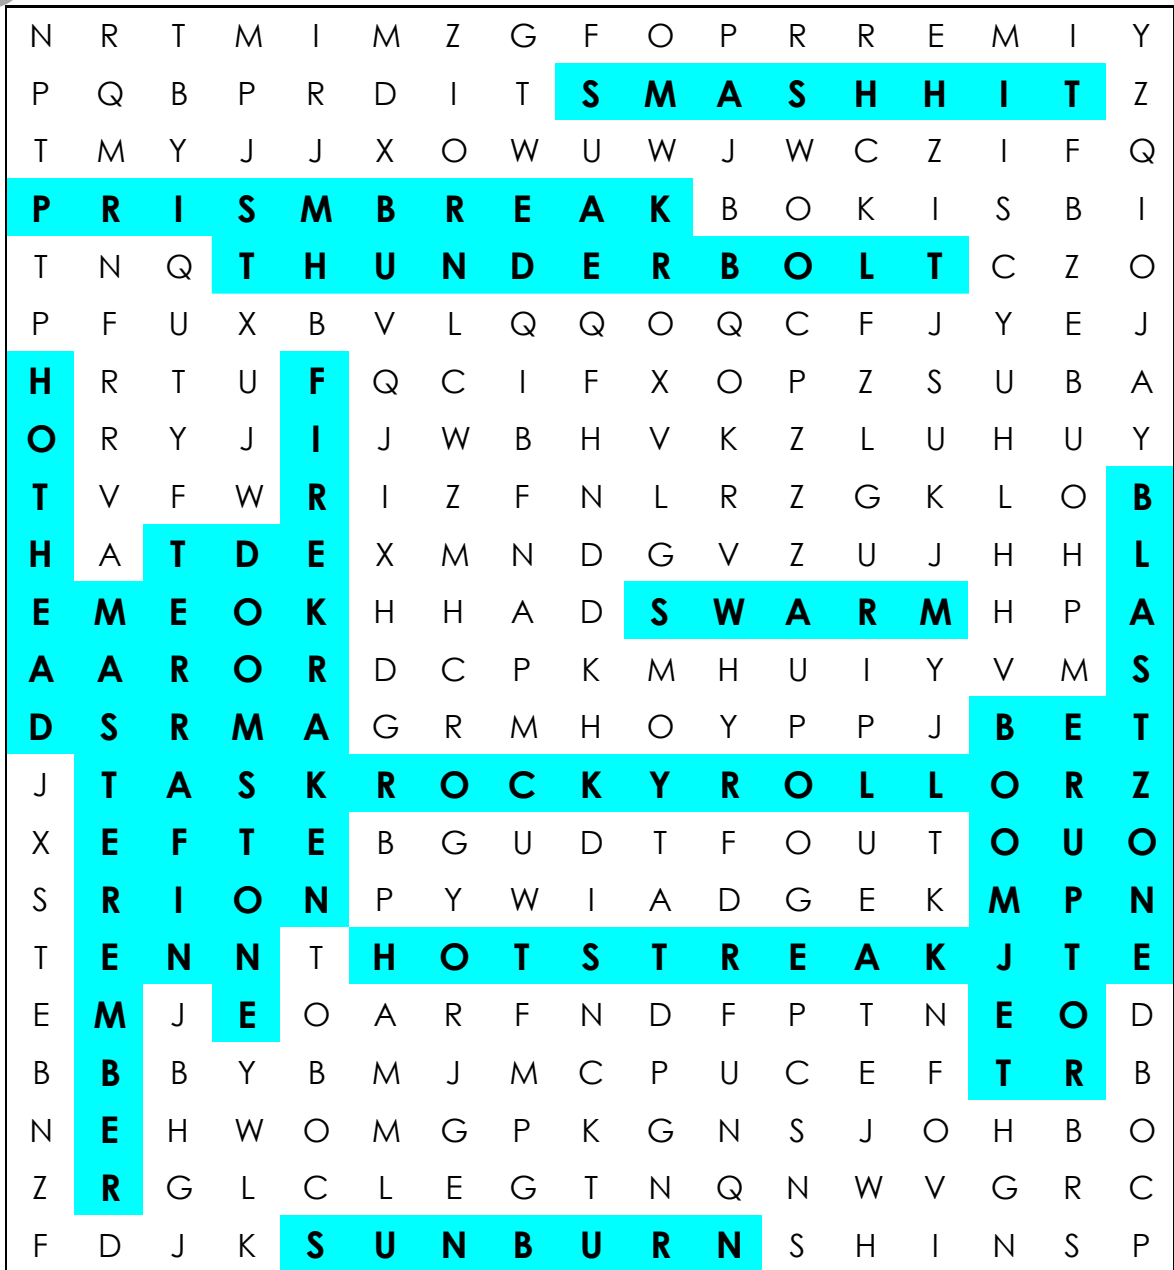 N R T M I M Z G F O P R R E M I Y
P Q B P R D I T S M A S H H I T Z
T M Y J J X O W U W J W C Z I F Q
P R I S M B R E A K B O K I S B I
T N Q T H U N D E R B O L T C Z O
P F U X B V L Q Q O Q C F J Y E J
H R T U F Q C I F X O P Z S U B A
O R Y J I J W B H V K Z L U H U Y
T V F W R I Z F N L R Z G K L O B
H A T D E X M N D G V Z U J H H L
E M E O K H H A D S W A R M H P A
A A R O R D C P K M H U I Y V M S
D S R M A G R M H O Y P P J B E T
J T A S K R O C K Y R O L L O R Z
X E F T E B G U D T F O U T O U O
S R I O N P Y W I A D G E K M P N
T E N N T H O T S T R E A K J T E
E M J E O A R F N D F P T N E O D
B B B Y B M J M C P U C E F T R B
N E H W O M G P K G N S J O H B O
Z R G L C L E G T N Q N W V G R C
F D J K S U N B U R N S H I N S P